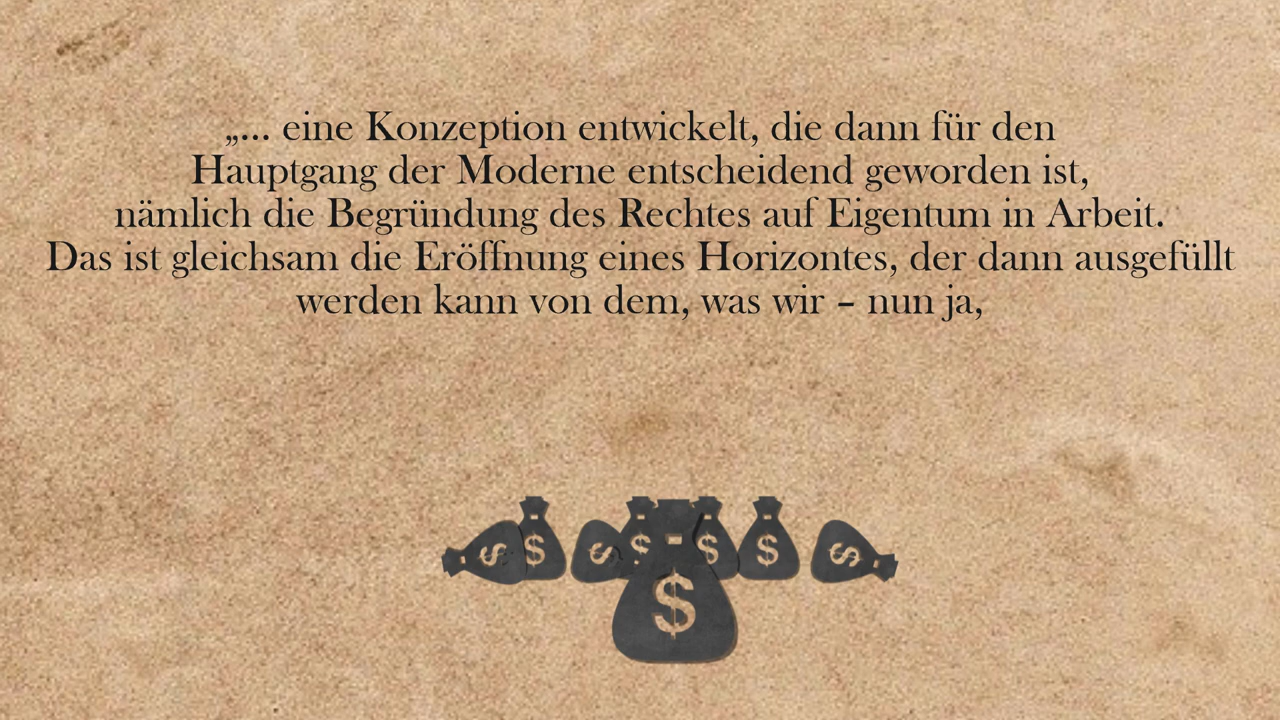 „... eine Konzeption entwickelt, die dann für den
Hauptgang der Moderne entscheidend geworden ist,
nämlich die Begründung des Rechtes auf Eigentum in Arbeit.
Das ist gleichsam die Eröffnung eines Horizontes, der dann ausgefüllt
werden kann von dem, was wir – nun ja,
$ $ $ $ $ $ $
$